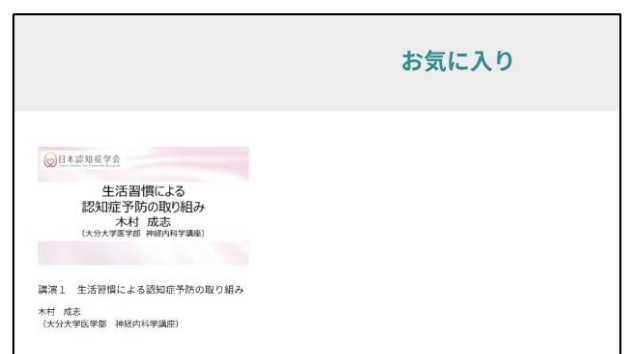 お気に入り
日本認知症学会
生活習慣による
認知症予防の取り組み
木村 成志
(大分大学医学部 神経内科学講座)
講演1 生活習慣による認知症予防の取り組み
木村 成志
(大分大学医学部 神経内科学講座)